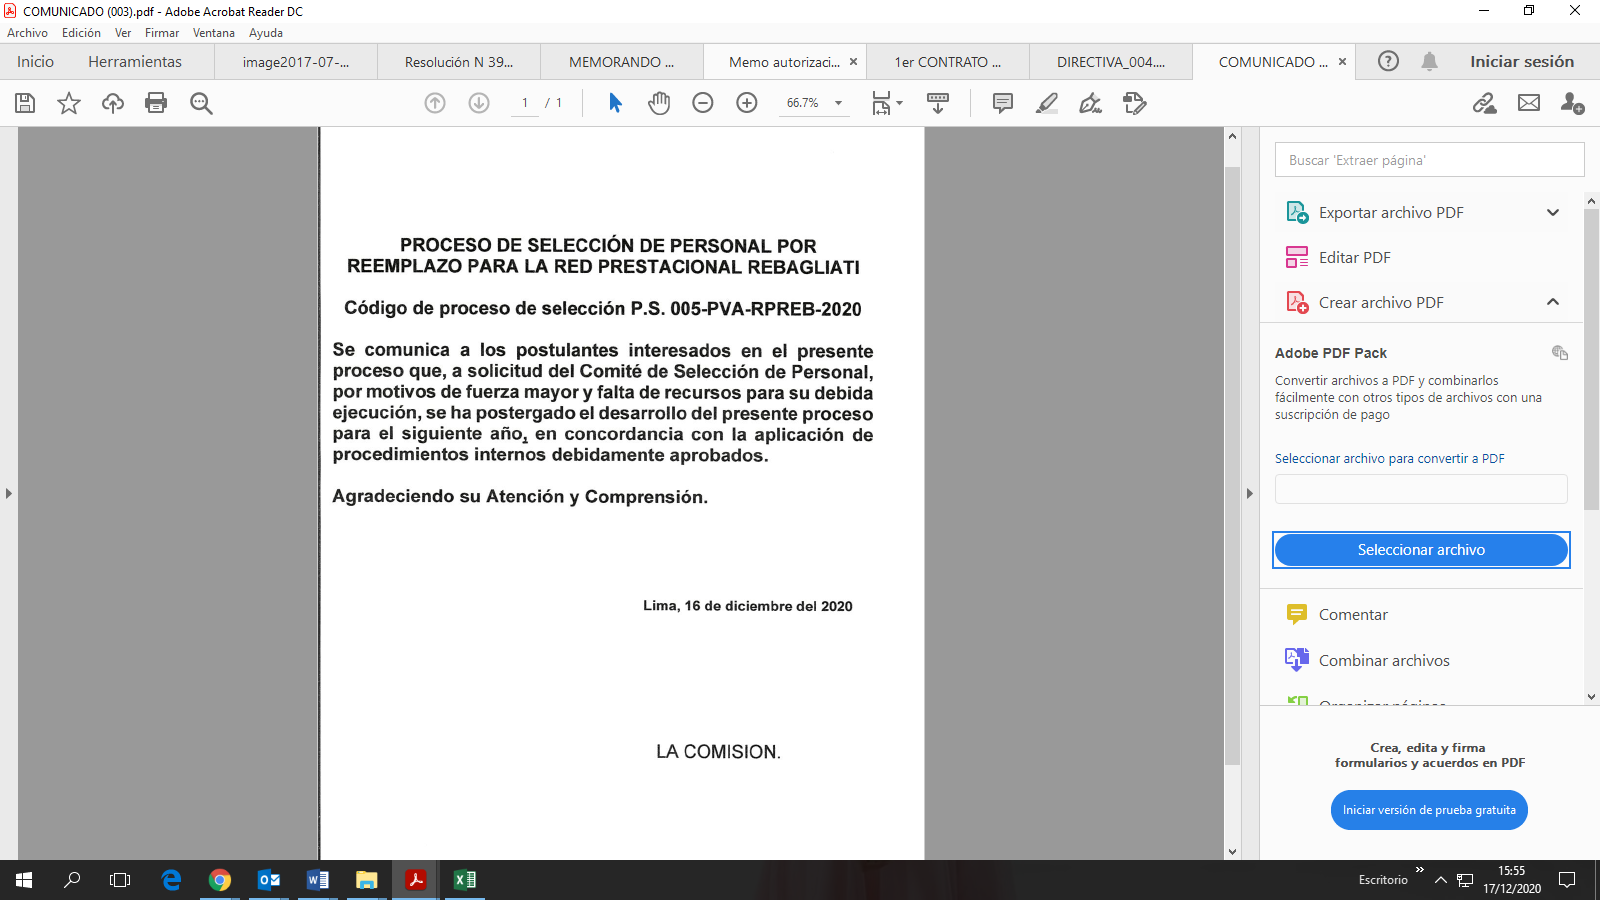 COMUNICADO (003).pdf - Adobe Acrobat Reader DC
Archivo Edición Ver Firmar Ventana Ayuda
Inicio Herramientas image2017-07-... Resolución N 39... MEMORANDO ... Memo autorizaci... 1er CONTRATO ... DIRECTIVA_004.... COMUNICADO ... Iniciar sesión
1 / 1 66.7%
PROCESO DE SELECCIÓN DE PERSONAL POR
REEMPLAZO PARA LA RED PRESTACIONAL REBAGLIATI
Código de proceso de selección P.S. 005-PVA-RPREB-2020
Se comunica a los postulantes interesados en el presente
proceso que, a solicitud del Comité de Selección de Personal,
por motivos de fuerza mayor y falta de recursos para su debida
ejecución, se ha postergado el desarrollo del presente proceso
para el siguiente año, en concordancia con la aplicación de
procedimientos internos debidamente aprobados.
Agradeciendo su Atención y Comprensión.
Lima, 16 de diciembre del 2020
LA COMISION.
Buscar 'Extraer página'
Exportar archivo PDF
Editar PDF
Crear archivo PDF
Adobe PDF Pack
Convertir archivos a PDF y combinarlos
fácilmente con otros tipos de archivos con una
suscripción de pago
Seleccionar archivo para convertir a PDF
Seleccionar archivo
Comentar
Combinar archivos
Organizar páginas
Crea, edita y firma
formularios y acuerdos en PDF
Iniciar versión de prueba gratuita
Escritorio
15:55
17/12/2020